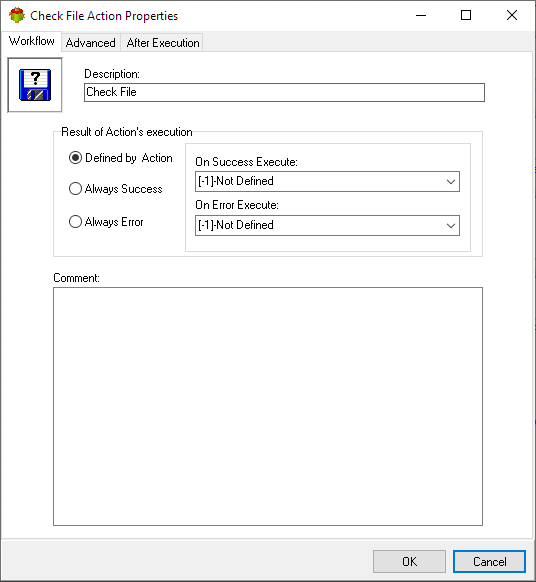 Check File Action Properties
Workflow Advanced After Execution
?
Description:
Check File
Result of Action's execution
Defined by Action
Always Success
Always Error
On Success Execute:
[-1]-Not Defined
On Error Execute:
[-1]-Not Defined
Comment:
OK Cancel